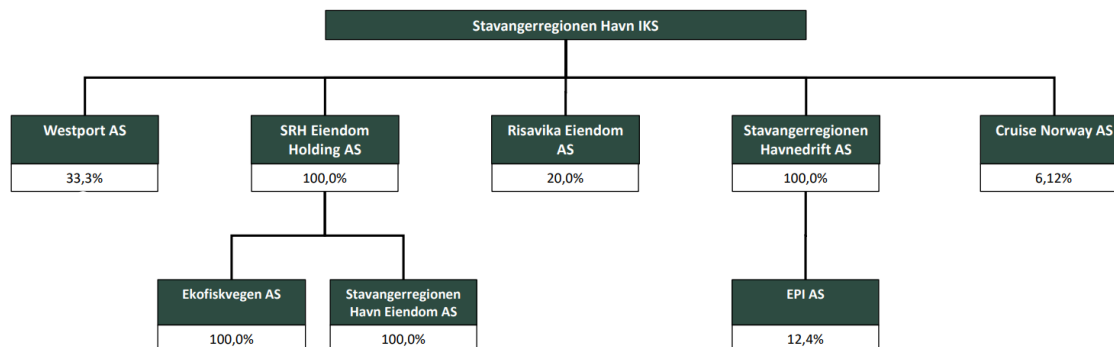 Stavangerregionen Havn IKS
Westport AS
33,3%
SRH Eiendom
Holding AS
100,0%
Risavika Eiendom
AS
20,0%
Stavangerregionen
Havnedrift AS
100,0%
Cruise Norway AS
6,12%
Ekofiskvegen AS
100,0%
Stavangerregionen
Havn Eiendom AS
100,0%
EPI AS
12,4%